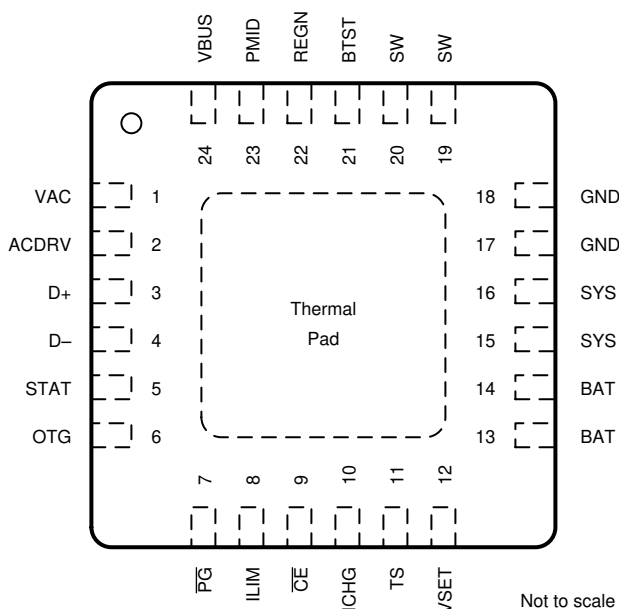 VBUS PMID REGN BTST SW SW
24 23 22 21 20 19
VAC 1 18 GND
ACDRV 2 17 GND
D+ 3 16 SYS
D– 4 15 SYS
STAT 5 14 BAT
OTG 6 13 BAT
Thermal
Pad
7 8 9 10 11 12
P̅G̅ ILIM C̅E̅ ICHG TS VSET
Not to scale